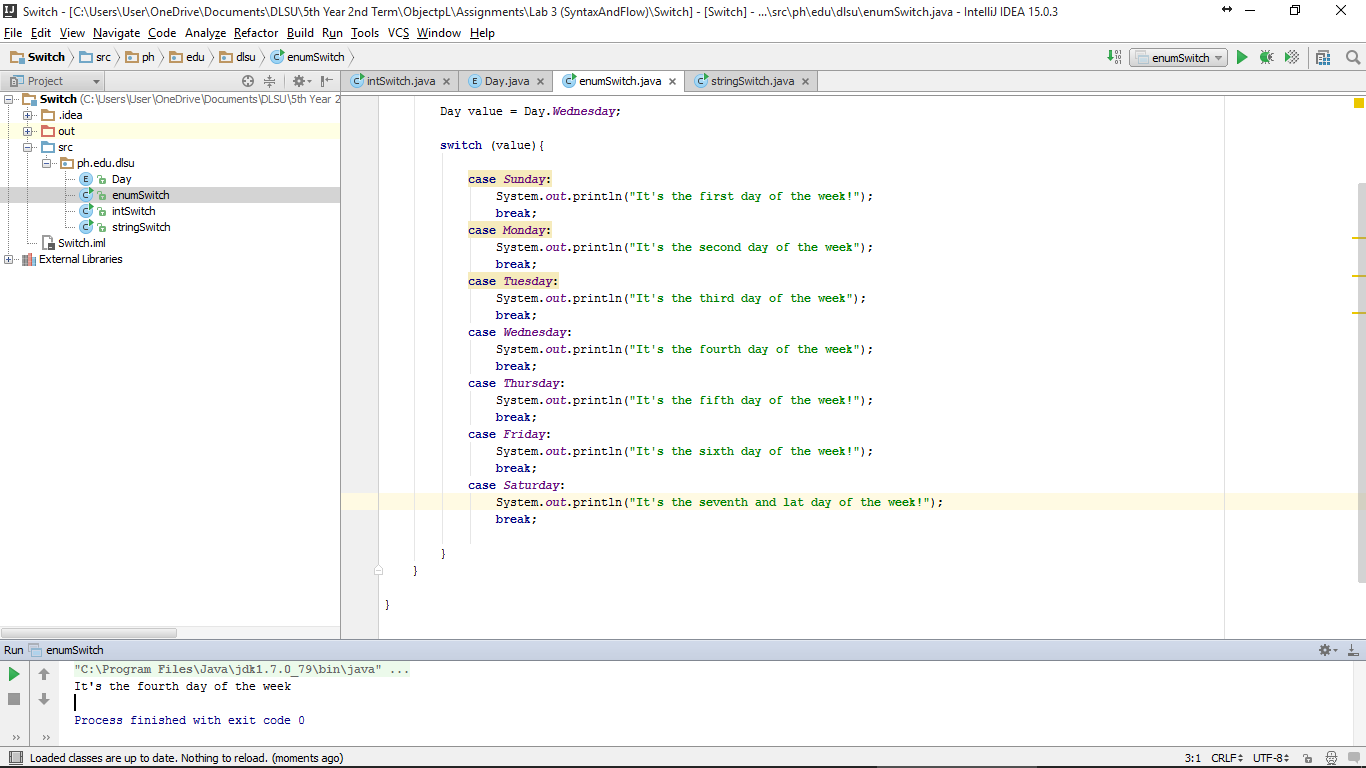 Switch - [C:\Users\User\OneDrive\Documents\DLSU\5th Year 2nd Term\ObjectpL\Assignments\Lab 3 (SyntaxAndFlow)\Switch] - [Switch] - ...\src\ph\edu\dlsu\enumSwitch.java - IntelliJ IDEA 15.0.3
File Edit View Navigate Code Analyze Refactor Build Run Tools VCS Window Help
Switch src ph edu dlsu enumSwitch enumSwitch
Project intSwitch.java Day.java enumSwitch.java stringSwitch.java
Switch (C:\Users\User\OneDrive\Documents\DLSU\5th Year 2
.idea
out
src
ph.edu.dlsu
Day
enumSwitch
intSwitch
stringSwitch
Switch.iml
External Libraries
Day value = Day.Wednesday;
switch (value){
case Sunday:
System.out.println("It's the first day of the week!");
break;
case Monday:
System.out.println("It's the second day of the week");
break;
case Tuesday:
System.out.println("It's the third day of the week");
break;
case Wednesday:
System.out.println("It's the fourth day of the week");
break;
case Thursday:
System.out.println("It's the fifth day of the week!");
break;
case Friday:
System.out.println("It's the sixth day of the week!");
break;
case Saturday:
System.out.println("It's the seventh and lat day of the week!");
break;
}
}
}
Run enumSwitch
"C:\Program Files\Java\jdk1.7.0_79\bin\java" ...
It's the fourth day of the week
Process finished with exit code 0
Loaded classes are up to date. Nothing to reload. (moments ago) 3:1 CRLF UTF-8